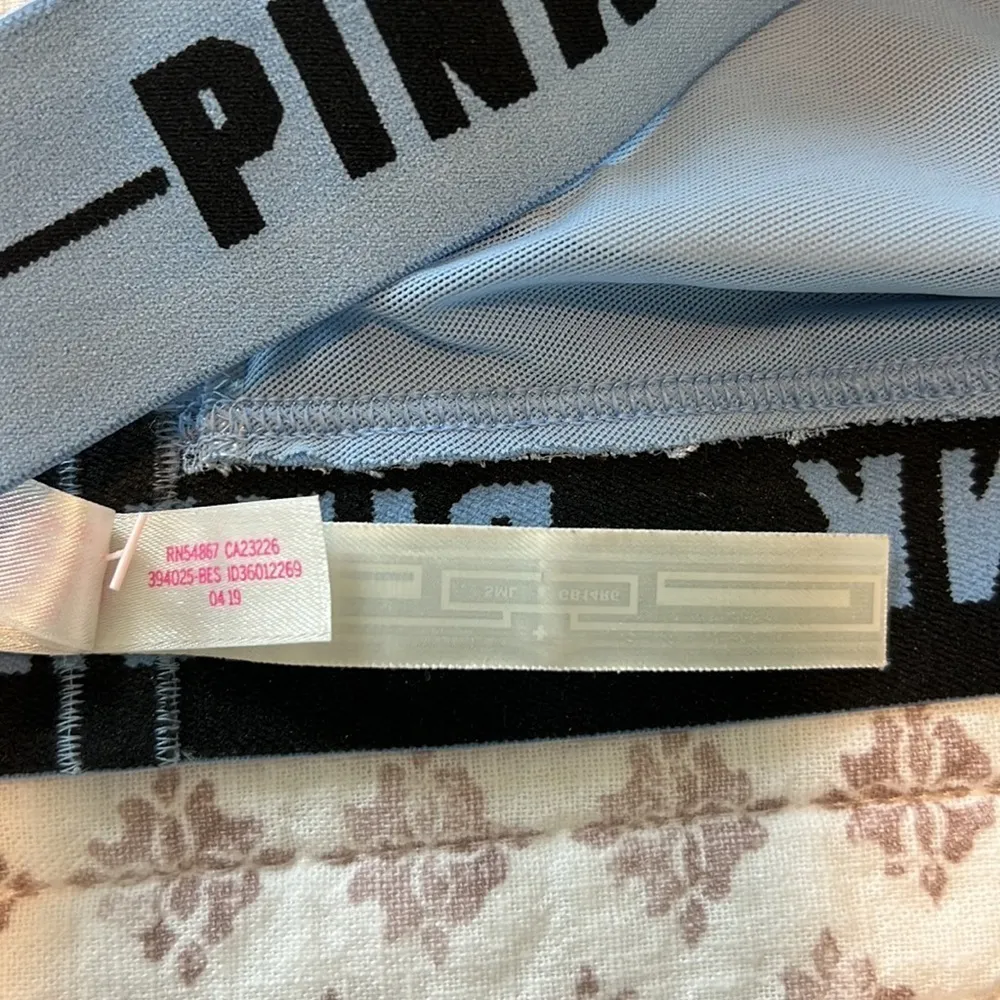 PINK
RN54867 CA23226
394025-BES ID36012269
04 19